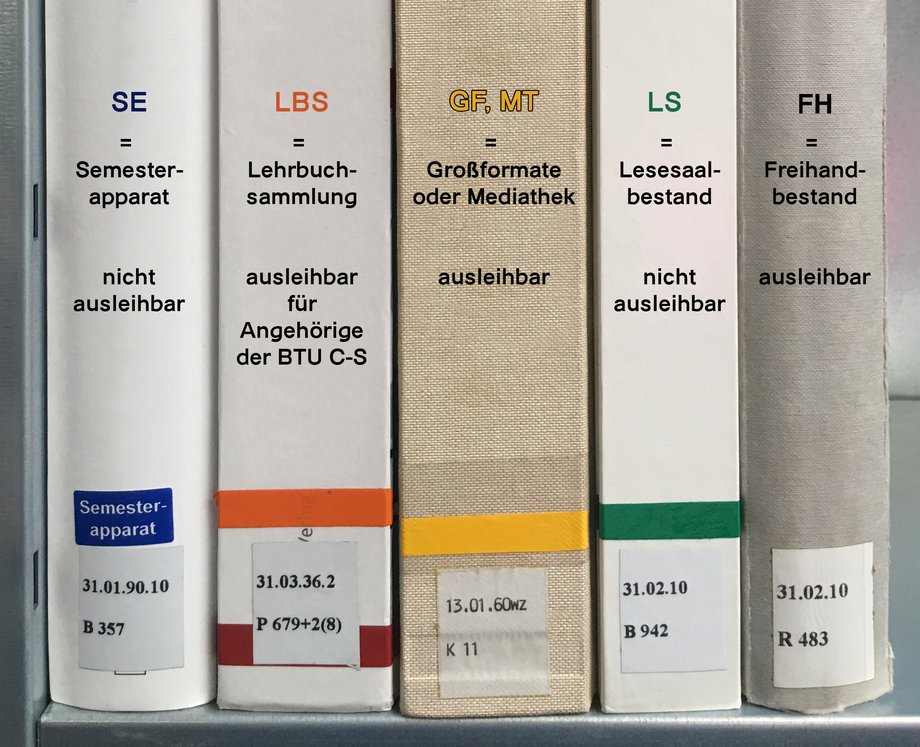 SE
=
Semester-
apparat
nicht
ausleihbar
Semester-
apparat
31.01.90.10
B 357
LBS
=
Lehrbuch-
sammlung
ausleihbar
für
Angehörige
der BTU C-S
31.03.36.2
P 679+2(8)
GF, MT
=
Großformate
oder Mediathek
ausleihbar
13.01.60wz
K 11
LS
=
Lesesaal-
bestand
nicht
ausleihbar
31.02.10
B 942
FH
=
Freihand-
bestand
ausleihbar
31.02.10
R 483